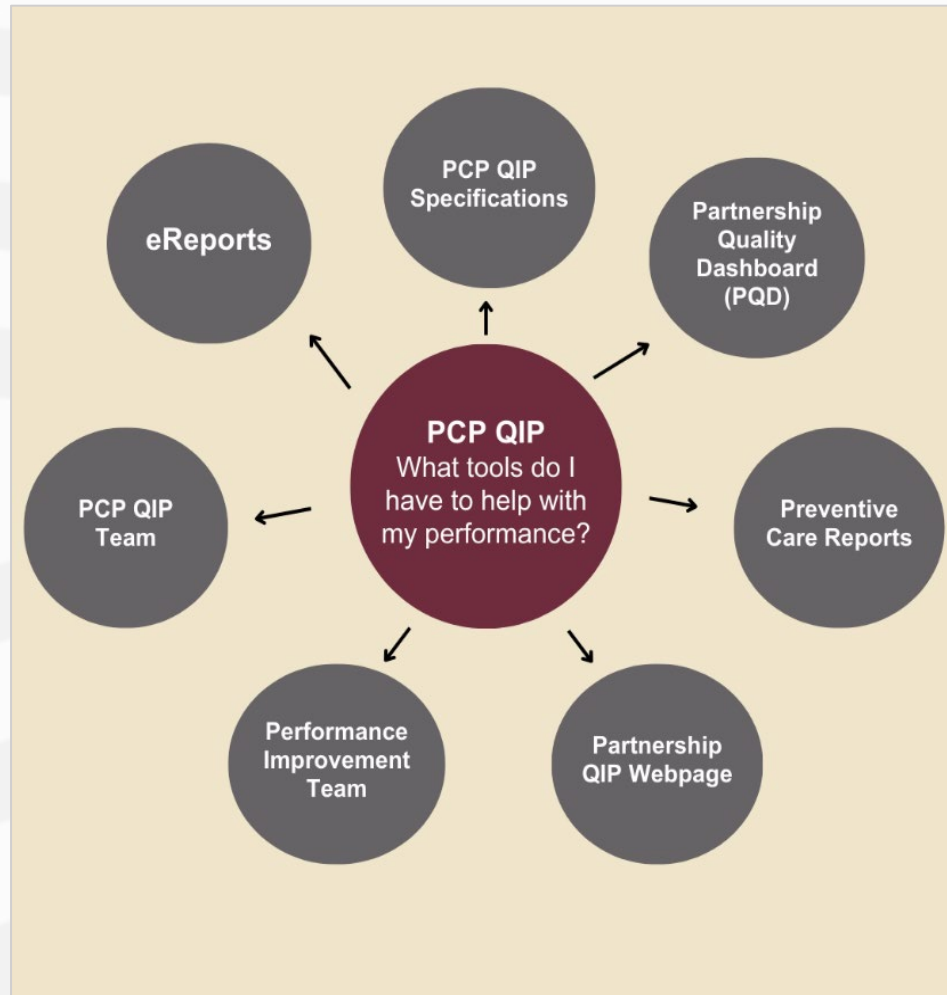 PCP QIP
Specifications
eReports
Partnership
Quality
Dashboard
(PQD)
PCP QIP
What tools do I
have to help with
my performance?
PCP QIP
Team
Preventive
Care Reports
Performance
Improvement
Team
Partnership
QIP Webpage